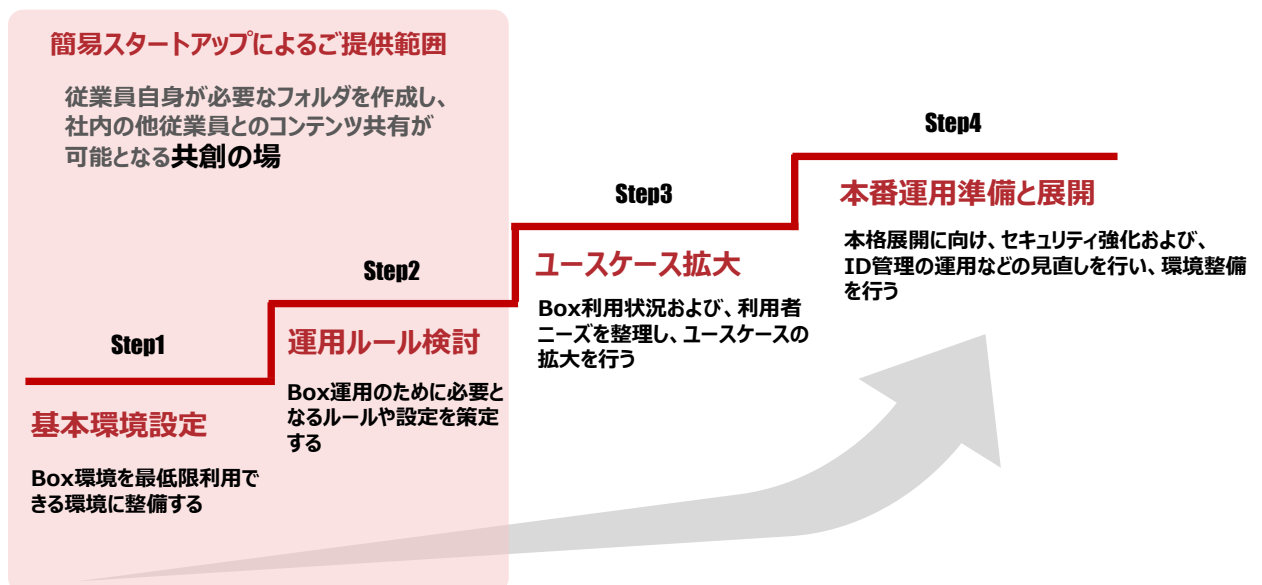 簡易スタートアップによるご提供範囲
従業員自身が必要なフォルダを作成し、
社内の他従業員とのコンテンツ共有が
可能となる共創の場
Step1
基本環境設定
Box環境を最低限利用で
きる環境に整備する
Step2
運用ルール検討
Box運用のために必要と
なるルールや設定を策定
する
Step3
ユースケース拡大
Box利用状況および、利用者
ニーズを整理し、ユースケースの
拡大を行う
Step4
本番運用準備と展開
本格展開に向け、セキュリティ強化および、
ID管理の運用などの見直しを行い、環境整備
を行う